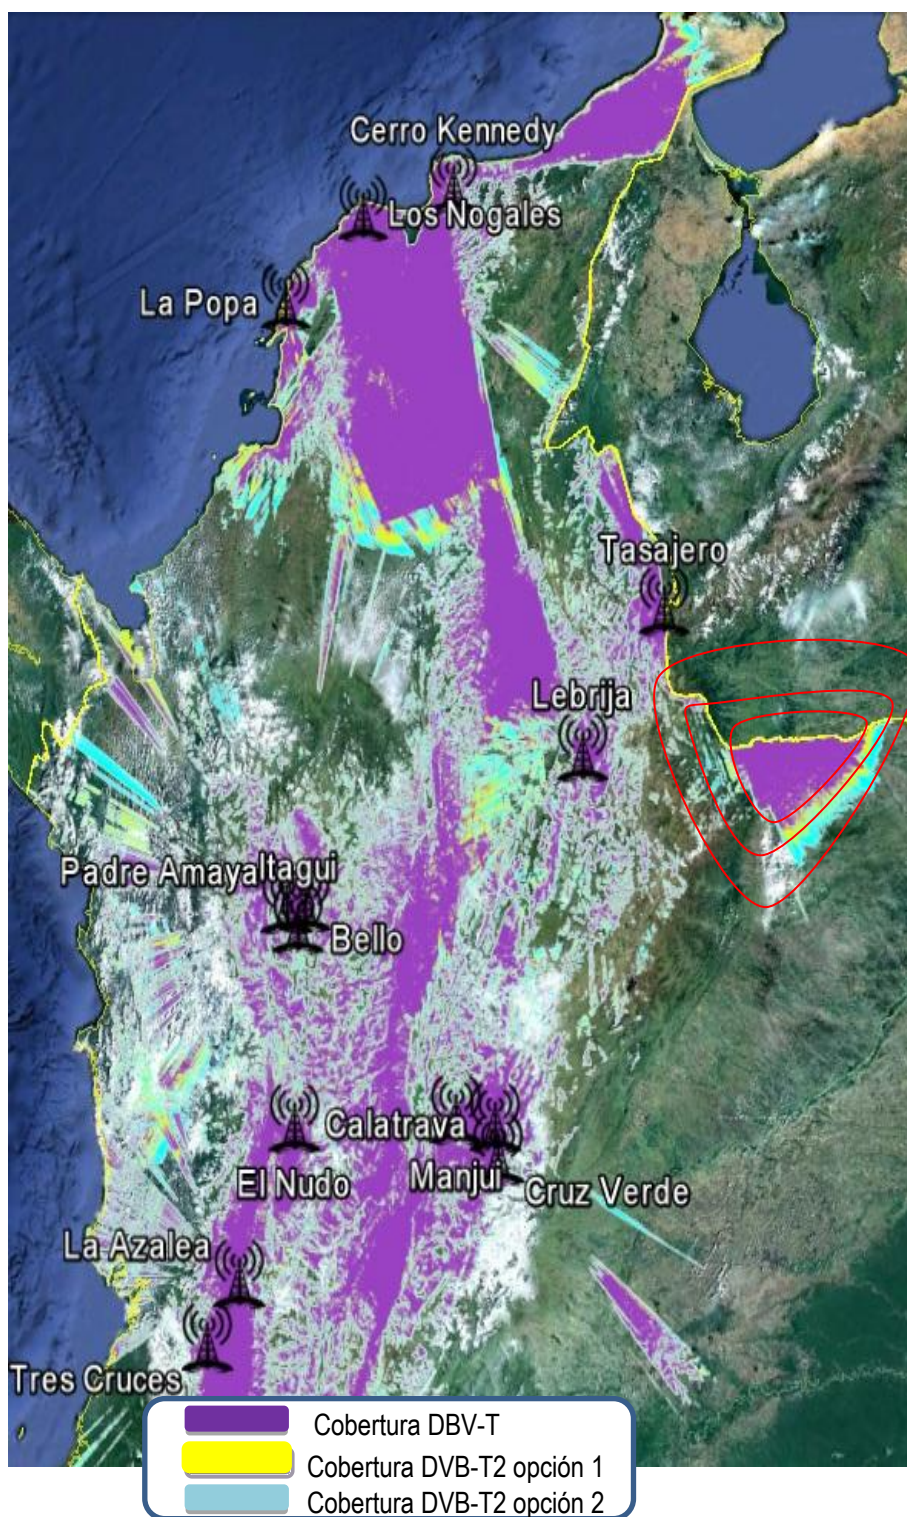 Cerro Kennedy
Los Nogales
La Popa
Tasajero
Lebrija
Padre Amaya
Itagui
Bello
Calatrava
El Nudo
Manjui
Cruz Verde
La Azalea
Tres Cruces
Cobertura DBV-T
Cobertura DVB-T2 opción 1
Cobertura DVB-T2 opción 2